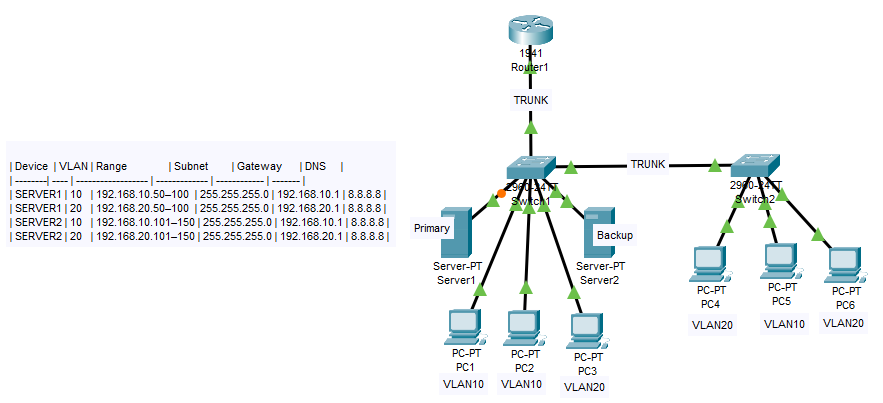 1941
Router1
TRUNK
| Device | VLAN | Range | Subnet | Gateway | DNS |
|--------|----|--------------------|---------------|--------------|--------|
| SERVER1 | 10 | 192.168.10.50–100 | 255.255.255.0 | 192.168.10.1 | 8.8.8.8 |
| SERVER1 | 20 | 192.168.20.50–100 | 255.255.255.0 | 192.168.20.1 | 8.8.8.8 |
| SERVER2 | 10 | 192.168.10.101–150 | 255.255.255.0 | 192.168.10.1 | 8.8.8.8 |
| SERVER2 | 20 | 192.168.20.101–150 | 255.255.255.0 | 192.168.20.1 | 8.8.8.8 |
2960-24TT
Switch1
TRUNK
2960-24TT
Switch2
Primary
Server-PT
Server1
Backup
Server-PT
Server2
PC-PT
PC4
VLAN20
PC-PT
PC5
VLAN10
PC-PT
PC6
VLAN20
PC-PT
PC1
VLAN10
PC-PT
PC2
VLAN10
PC-PT
PC3
VLAN20